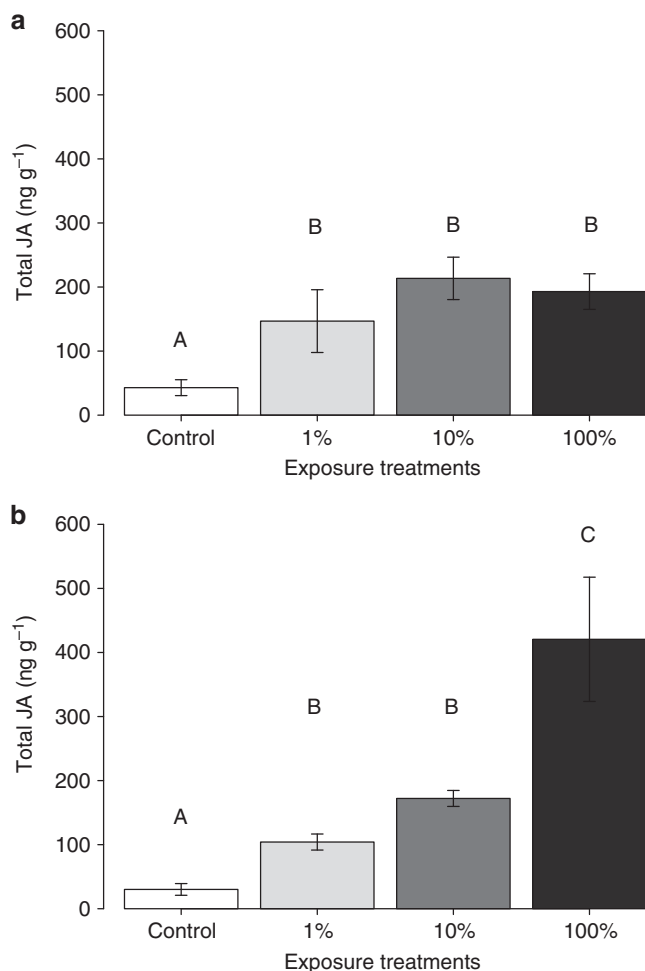 a
600
500
400
300
200
100
0
Total JA (ng g⁻¹)
A
B
B
B
Control 1% 10% 100%
Exposure treatments
b
600
500
400
300
200
100
0
Total JA (ng g⁻¹)
A
B
B
C
Control 1% 10% 100%
Exposure treatments